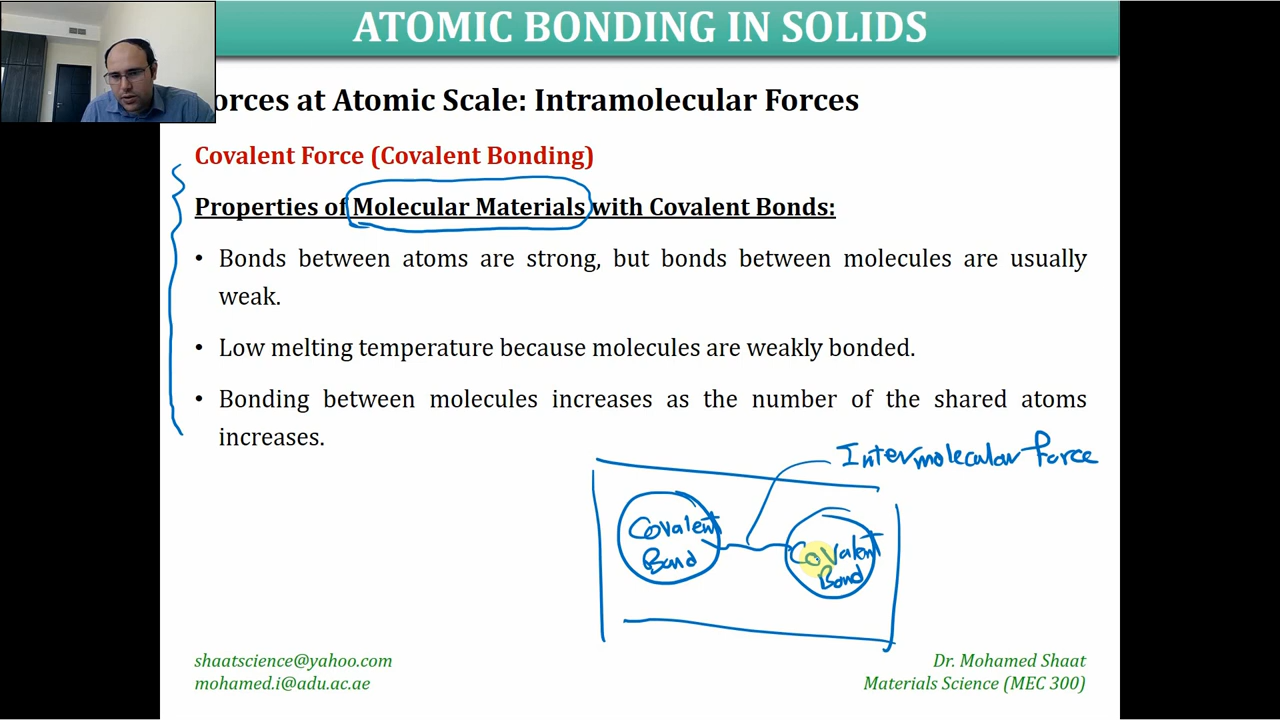 ATOMIC BONDING IN SOLIDS
orces at Atomic Scale: Intramolecular Forces
Covalent Force (Covalent Bonding)
Properties of Molecular Materials with Covalent Bonds:
• Bonds between atoms are strong, but bonds between molecules are usually
weak.
• Low melting temperature because molecules are weakly bonded.
• Bonding between molecules increases as the number of the shared atoms
increases.
Intermolecular Force
Covalent
Bond
Covalent
Bond
shaatscience@yahoo.com
mohamed.i@adu.ac.ae
Dr. Mohamed Shaat
Materials Science (MEC 300)